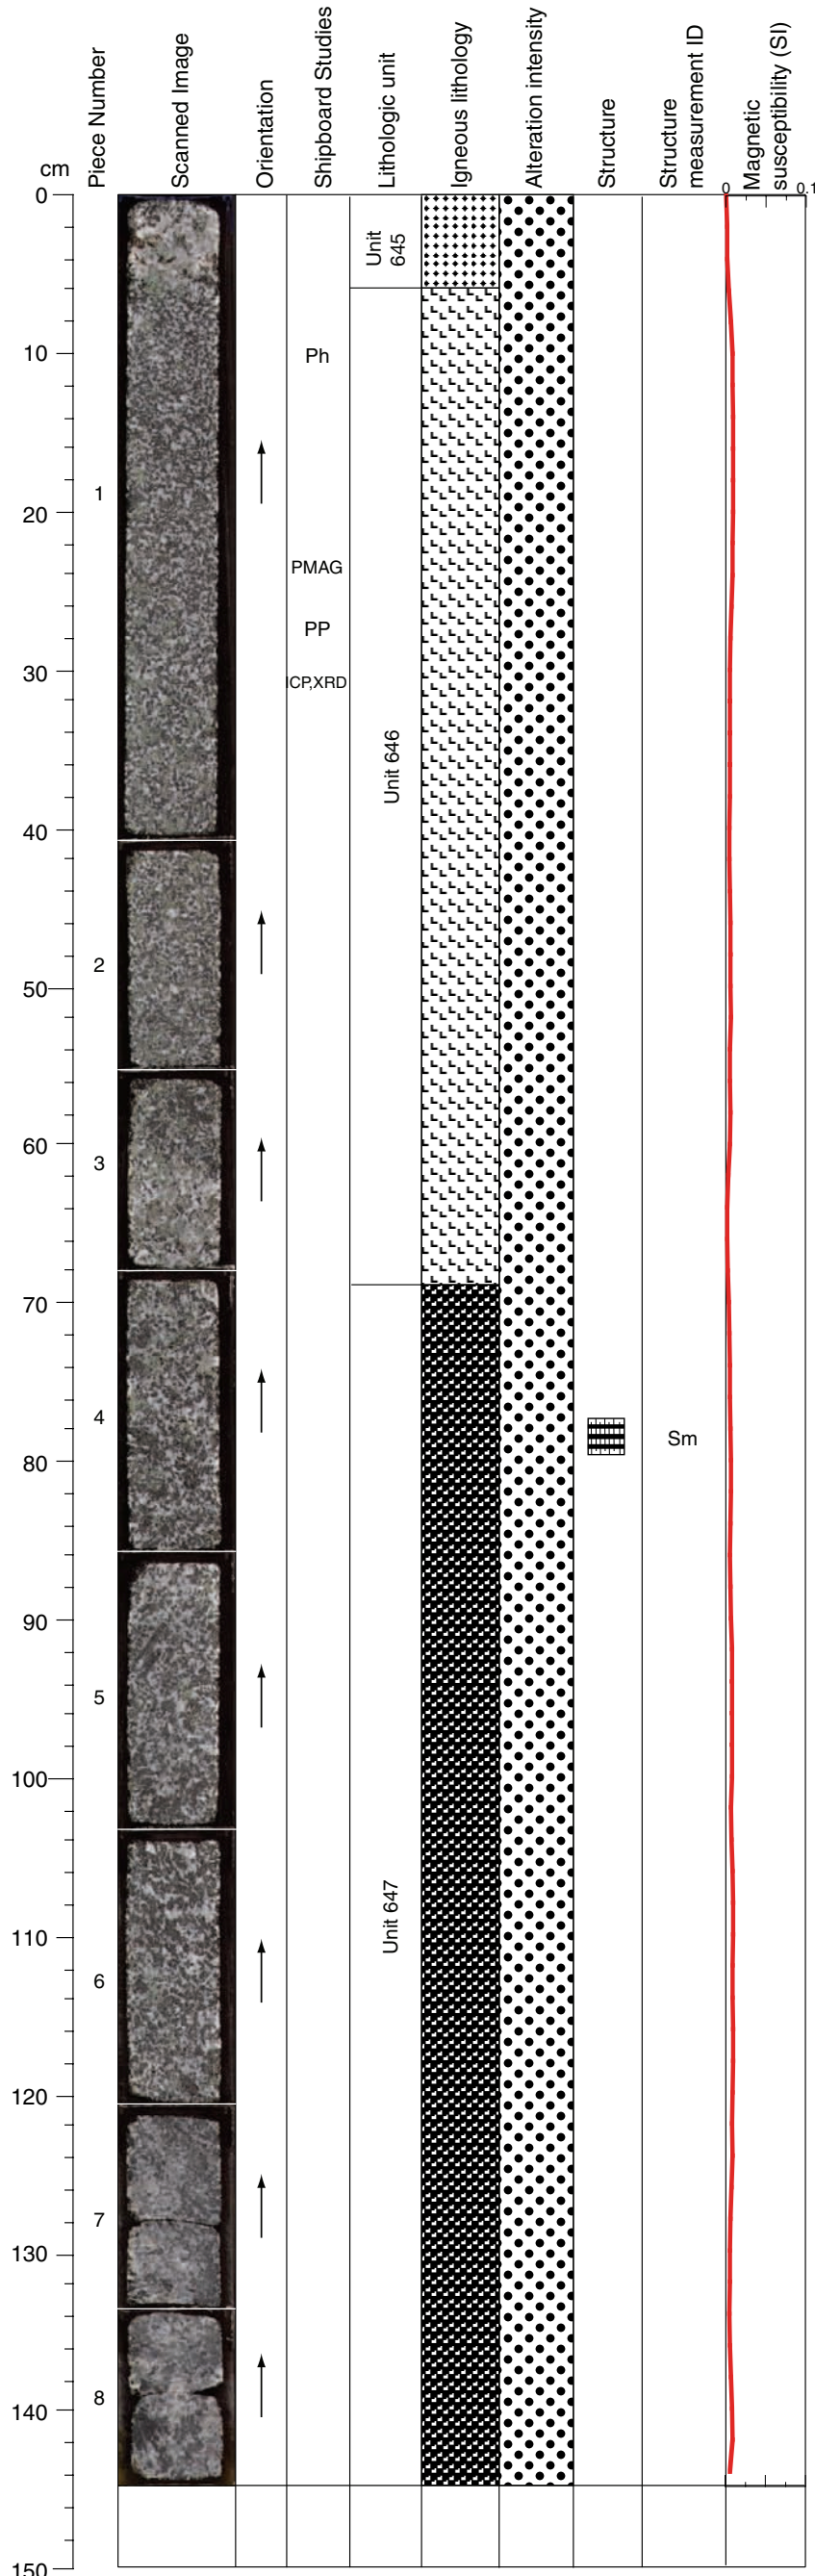 cm
Piece Number
Scanned Image
Orientation
Shipboard Studies
Lithologic unit
Igneous lithology
Alteration intensity
Structure
Structure
measurement ID
Magnetic
susceptibility (SI)
0 0.1
0
Unit
645
10
Ph
1
20
PMAG
PP
30
ICP,XRD
Unit 646
40
2
50
60
3
70
4
Sm
80
90
5
100
Unit 647
110
6
120
7
130
8
140
150